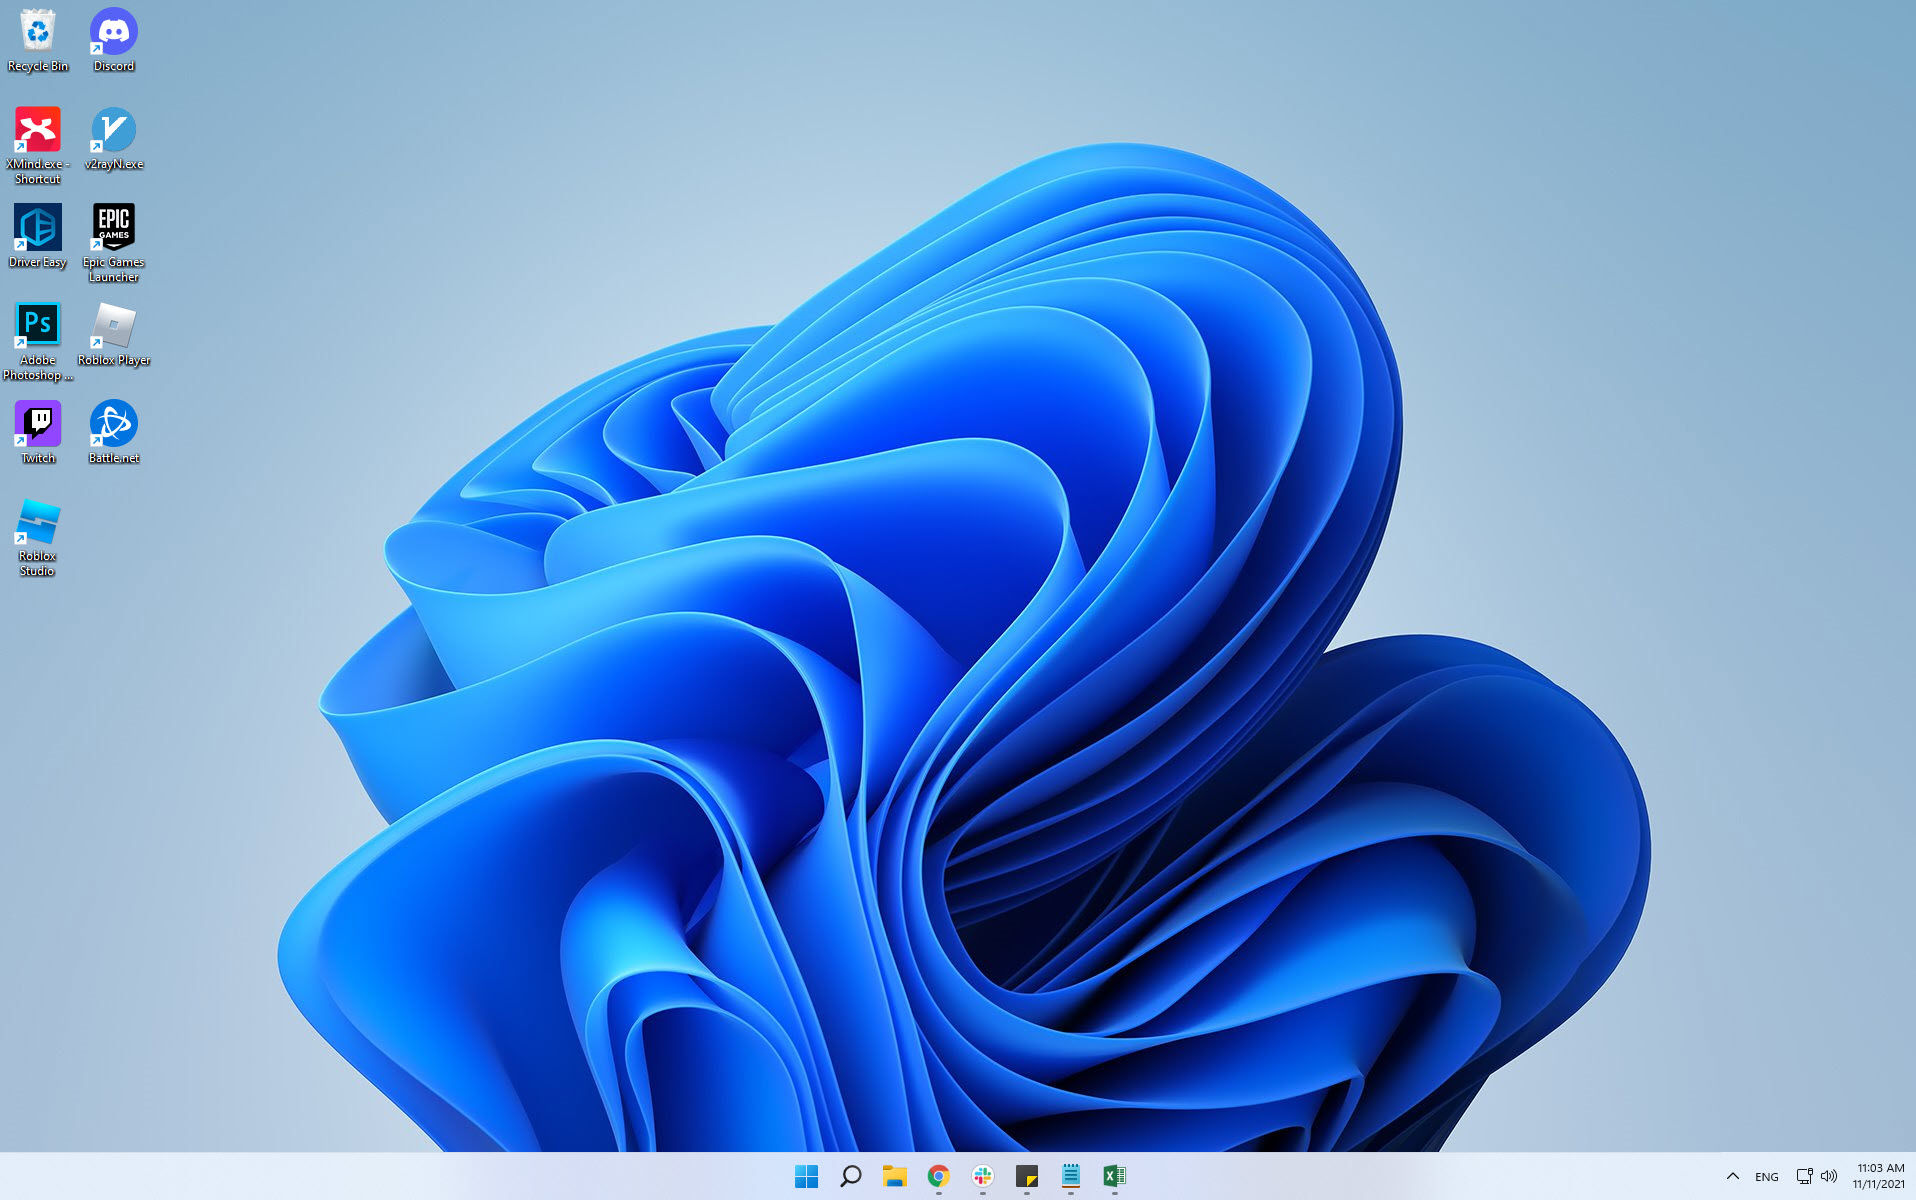 Recycle Bin
Discord
XMind.exe -
Shortcut
v2rayN.exe
Driver Easy
EPIC
GAMES
Epic Games
Launcher
Ps
Adobe
Photoshop ...
Roblox Player
Twitch
Battle.net
Roblox
Studio
ENG
11:03 AM
11/11/2021